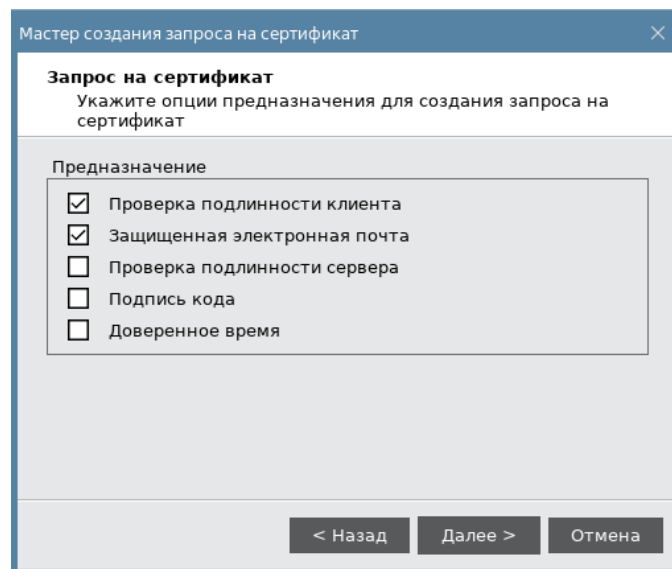 Мастер создания запроса на сертификат
Запрос на сертификат
Укажите опции предназначения для создания запроса на
сертификат
Предназначение
Проверка подлинности клиента
Защищенная электронная почта
Проверка подлинности сервера
Подпись кода
Доверенное время
< Назад
Далее >
Отмена